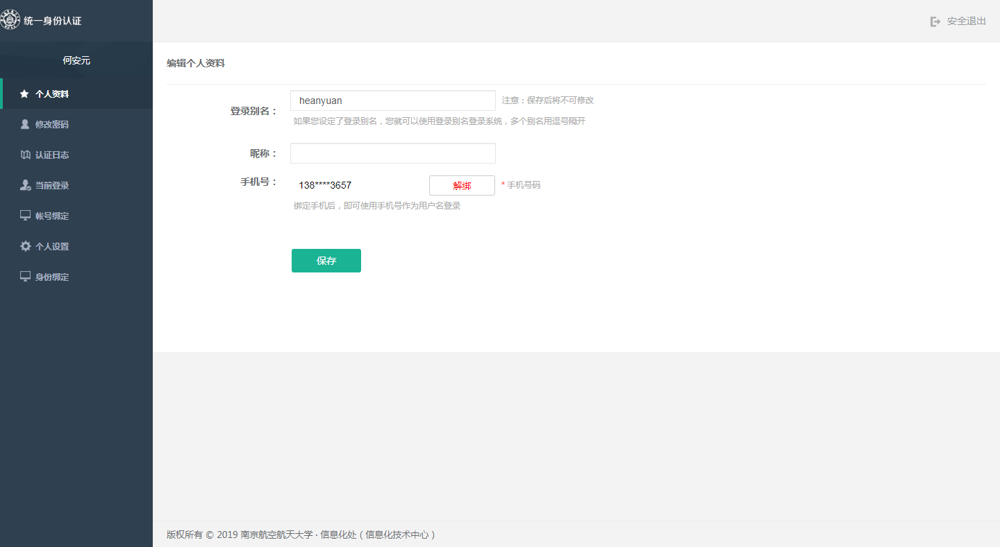 统一身份认证
安全退出
何安元
个人资料
修改密码
认证日志
当前登录
帐号绑定
个人设置
身份绑定
编辑个人资料
登录别名： heanyuan 注意：保存后将不可修改
如果您设定了登录别名，您就可以使用登录别名登录系统，多个别名用逗号隔开
昵称：
手机号： 138****3657 解绑 * 手机号码
绑定手机后，即可使用手机号作为用户名登录
保存
版权所有 © 2019 南京航空航天大学 · 信息化处（信息化技术中心）